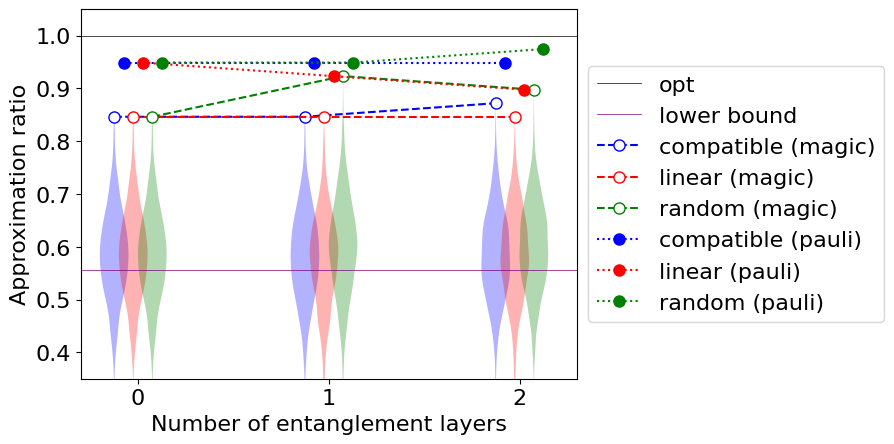 1.0
0.9
0.8
0.7
0.6
0.5
0.4
Approximation ratio
0 1 2
Number of entanglement layers
opt
lower bound
compatible (magic)
linear (magic)
random (magic)
compatible (pauli)
linear (pauli)
random (pauli)